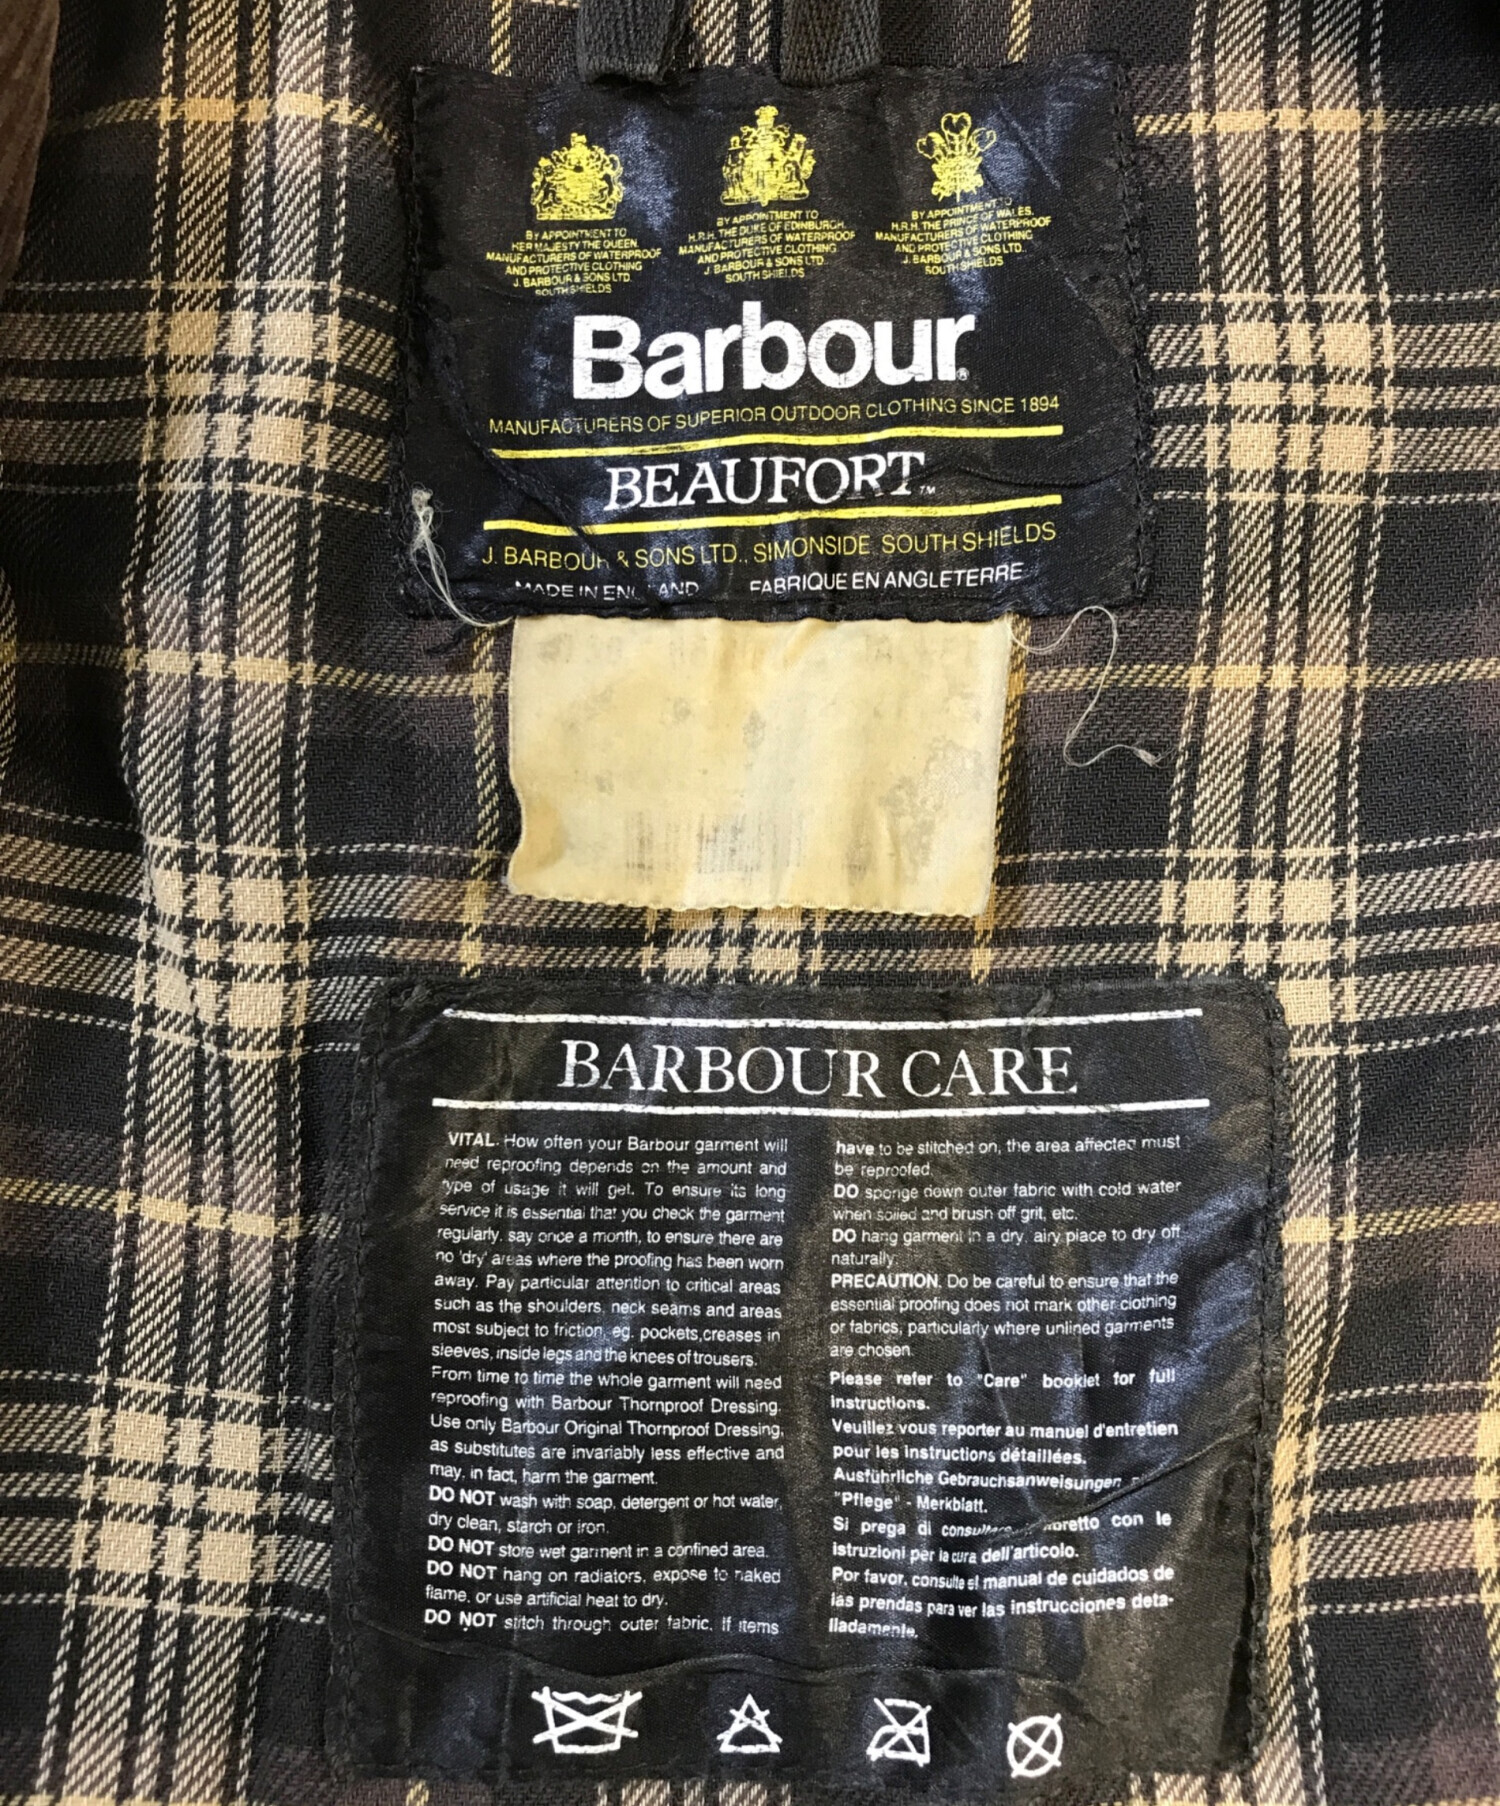 BY APPOINTMENT TO
HER MAJESTY THE QUEEN
MANUFACTURERS OF WATERPROOF
AND PROTECTIVE CLOTHING
J. BARBOUR & SONS LTD.
SOUTH SHIELDS
BY APPOINTMENT TO
H.R.H. THE DUKE OF EDINBURGH,
MANUFACTURERS OF WATERPROOF
AND PROTECTIVE CLOTHING
J. BARBOUR & SONS LTD
SOUTH SHIELDS
BY APPOINTMENT TO
H.R.H. THE PRINCE OF WALES,
MANUFACTURERS OF WATERPROOF
AND PROTECTIVE CLOTHING
J. BARBOUR & SONS LTD.
SOUTH SHIELDS
Barbour®
MANUFACTURERS OF SUPERIOR OUTDOOR CLOTHING SINCE 1894
BEAUFORT™
J. BARBOUR & SONS LTD., SIMONSIDE, SOUTH SHIELDS
MADE IN ENGLAND FABRIQUE EN ANGLETERRE
BARBOUR CARE
VITAL. How often your Barbour garment will
need reproofing depends on the amount and
type of usage it will get. To ensure its long
service it is essential that you check the garment
regularly, say once a month, to ensure there are
no 'dry' areas where the proofing has been worn
away. Pay particular attention to critical areas
such as the shoulders, neck seams and areas
most subject to friction, eg. pockets, creases in
sleeves, inside legs and the knees of trousers.
From time to time the whole garment will need
reproofing with Barbour Thornproof Dressing.
Use only Barbour Original Thornproof Dressing,
as substitutes are invariably less effective and
may, in fact, harm the garment.
DO NOT wash with soap, detergent or hot water,
dry clean, starch or iron.
DO NOT store wet garment in a confined area.
DO NOT hang on radiators, expose to naked
flame, or use artificial heat to dry.
DO NOT stitch through outer fabric. If items
have to be stitched on, the area affected must
be reproofed.
DO sponge down outer fabric with cold water
when soiled and brush off grit, etc.
DO hang garment in a dry, airy place to dry off
naturally.
PRECAUTION. Do be careful to ensure that the
essential proofing does not mark other clothing
or fabrics, particularly where unlined garments
are chosen.
Please refer to "Care" booklet for full
instructions.
Veuillez vous reporter au manuel d'entretien
pour les instructions détaillées.
Ausführliche Gebrauchsanweisungen
"Pflege" - Merkblatt.
Si prega di consultare libretto con le
istruzioni per la cura dell'articolo.
Por favor, consulte el manual de cuidados de
las prendas para ver las instrucciones deta-
lladamente.